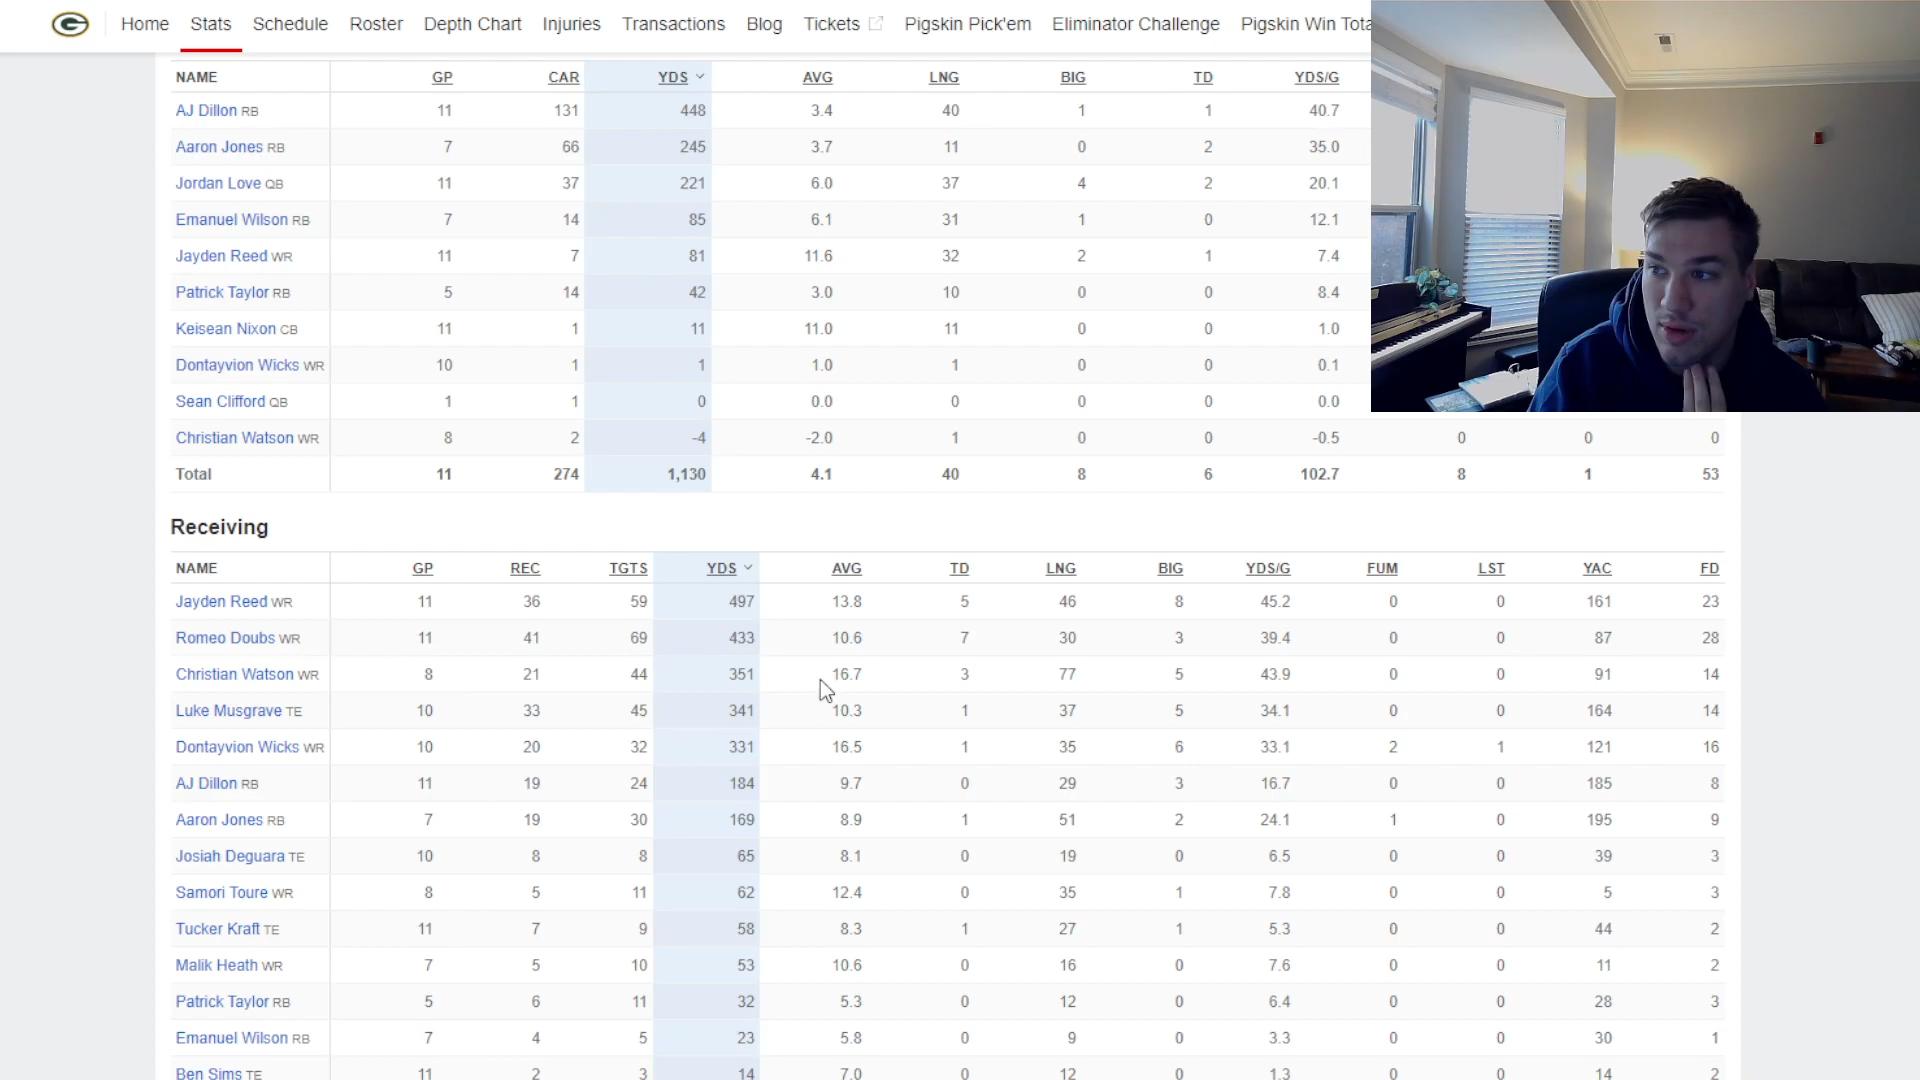 Home Stats Schedule Roster Depth Chart Injuries Transactions Blog Tickets Pigskin Pick'em Eliminator Challenge Pigskin Win
NAME GP CAR YDS AVG LNG BIG TD YDS/G
AJ Dillon RB 11 131 448 3.4 40 1 1 40.7
Aaron Jones RB 7 66 245 3.7 11 0 2 35.0
Jordan Love QB 11 37 221 6.0 37 4 2 20.1
Emanuel Wilson RB 7 14 85 6.1 31 1 0 12.1
Jayden Reed WR 11 7 81 11.6 32 2 1 7.4
Patrick Taylor RB 5 14 42 3.0 10 0 0 8.4
Keisean Nixon CB 11 1 11 11.0 11 0 0 1.0
Dontayvion Wicks WR 10 1 1 1.0 1 0 0 0.1
Sean Clifford QB 1 1 0 0.0 0 0 0 0.0
Christian Watson WR 8 2 -4 -2.0 1 0 0 -0.5 0 0 0
Total 11 274 1,130 4.1 40 8 6 102.7 8 1 53
Receiving
NAME GP REC TGTS YDS AVG TD LNG BIG YDS/G FUM LST YAC FD
Jayden Reed WR 11 36 59 497 13.8 5 46 8 45.2 0 0 161 23
Romeo Doubs WR 11 41 69 433 10.6 7 30 3 39.4 0 0 87 28
Christian Watson WR 8 21 44 351 16.7 3 77 5 43.9 0 0 91 14
Luke Musgrave TE 10 33 45 341 10.3 1 37 5 34.1 0 0 164 14
Dontayvion Wicks WR 10 20 32 331 16.5 1 35 6 33.1 2 1 121 16
AJ Dillon RB 11 19 24 184 9.7 0 29 3 16.7 0 0 185 8
Aaron Jones RB 7 19 30 169 8.9 1 51 2 24.1 1 0 195 9
Josiah Deguara TE 10 8 8 65 8.1 0 19 0 6.5 0 0 39 3
Samori Toure WR 8 5 11 62 12.4 0 35 1 7.8 0 0 5 3
Tucker Kraft TE 11 7 9 58 8.3 1 27 1 5.3 0 0 44 2
Malik Heath WR 7 5 10 53 10.6 0 16 0 7.6 0 0 11 2
Patrick Taylor RB 5 6 11 32 5.3 0 12 0 6.4 0 0 28 3
Emanuel Wilson RB 7 4 5 23 5.8 0 9 0 3.3 0 0 30 1
Ben Sims TE 11 2 3 14 7.0 0 12 0 1.3 0 0 14 2